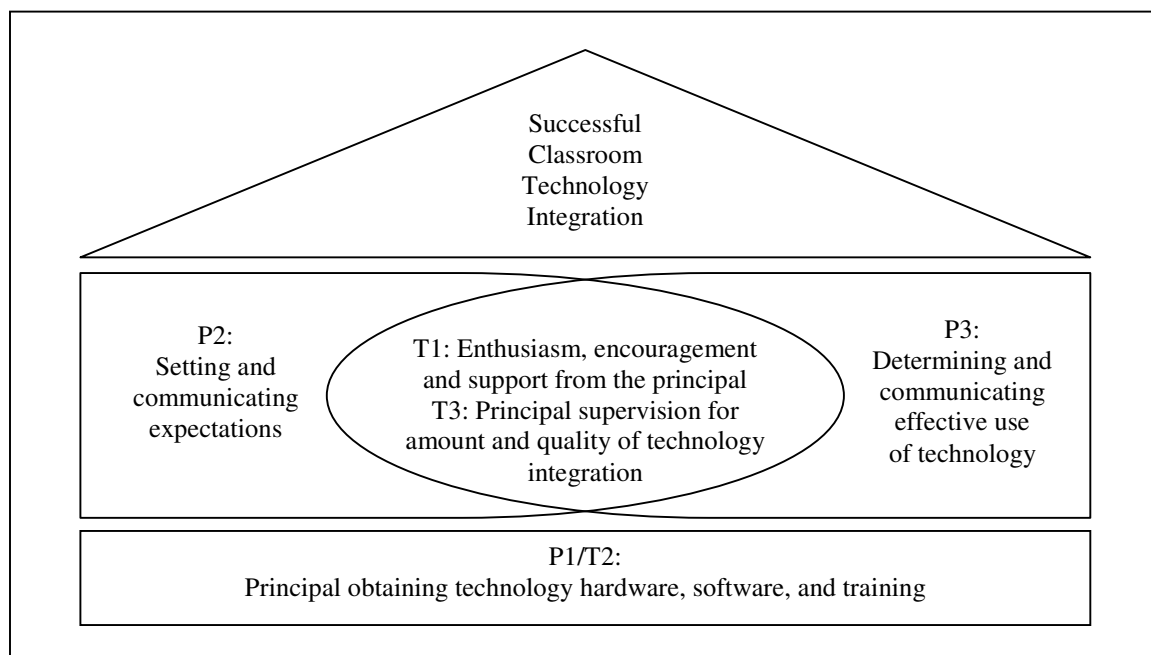 Successful
Classroom
Technology
Integration
P2:
Setting and
communicating
expectations
T1: Enthusiasm, encouragement
and support from the principal
T3: Principal supervision for
amount and quality of technology
integration
P3:
Determining and
communicating
effective use
of technology
P1/T2:
Principal obtaining technology hardware, software, and training